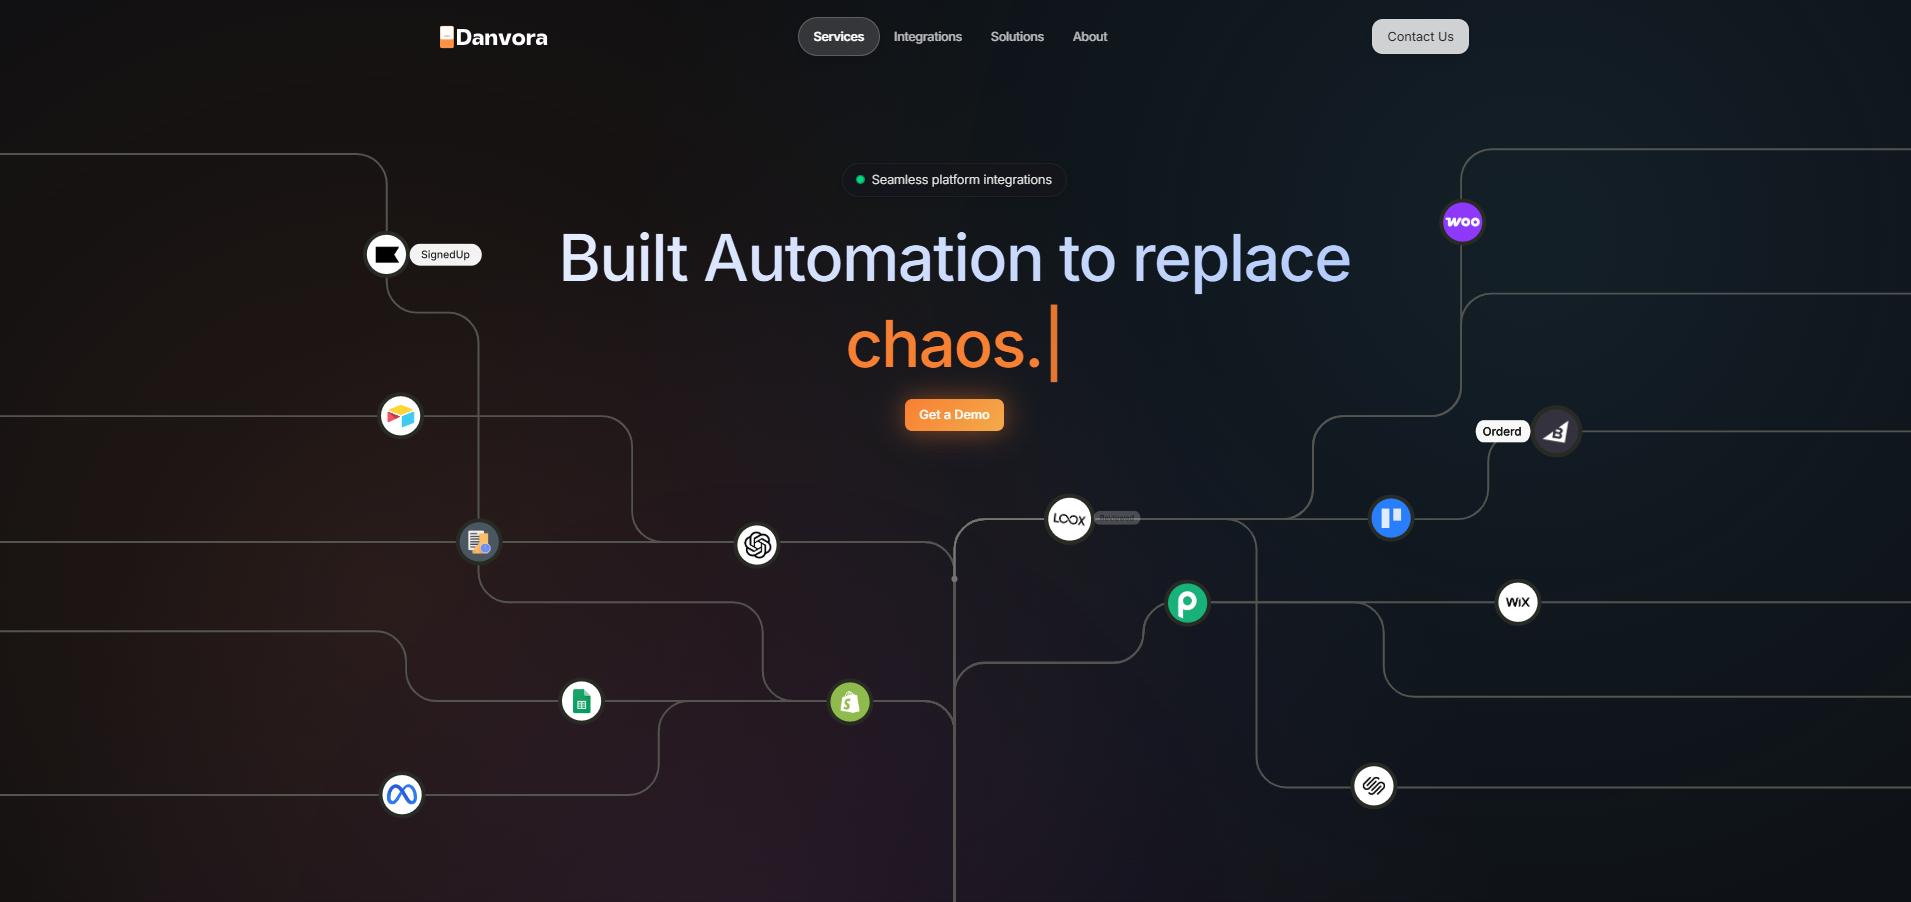 Danvora
Services
Integrations
Solutions
About
Contact Us
Seamless platform integrations
Built Automation to replace
chaos.
Get a Demo
SignedUp
woo
Orderd
LOOX
WiX